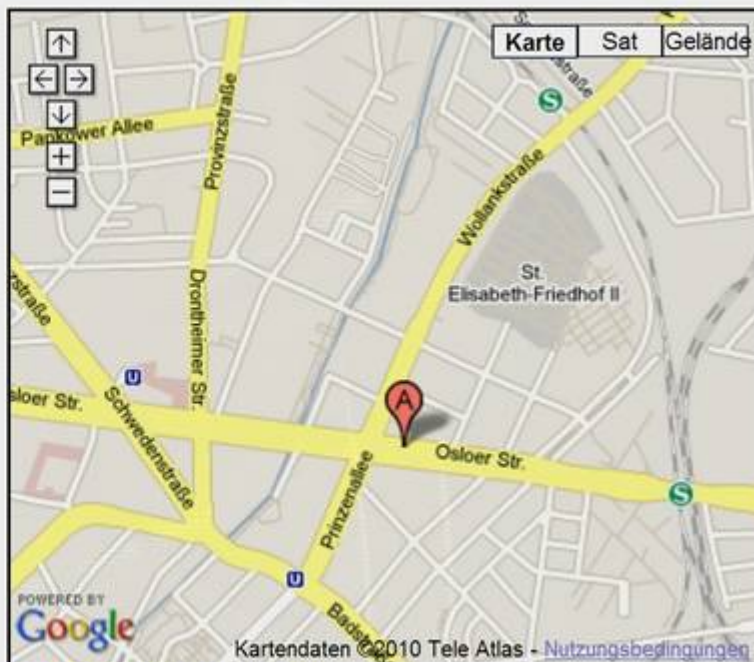 Karte Sat Gelände
S
Pankower Allee
Provinzstraße
Wollankstraße
St.
Elisabeth-Friedhof II
Drontheimer Str.
U
sloer Str.
Schwedenstraße
A
Osloer Str.
Prinzenallee
S
U
POWERED BY
Google
Kartendaten ©2010 Tele Atlas - Nutzungsbedingungen